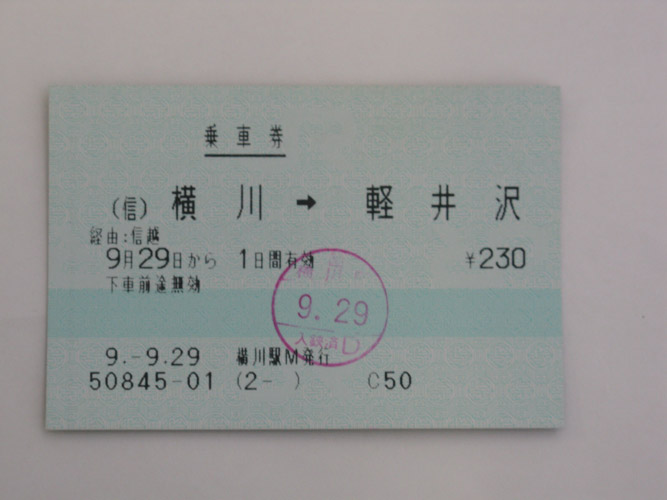 乗車券
(信) 横川 → 軽井沢
経由:信越
9月29日から 1日間有効 ¥230
下車前途無効
9.29
9.-9.29 横川駅M発行
50845-01 (2- ) C50